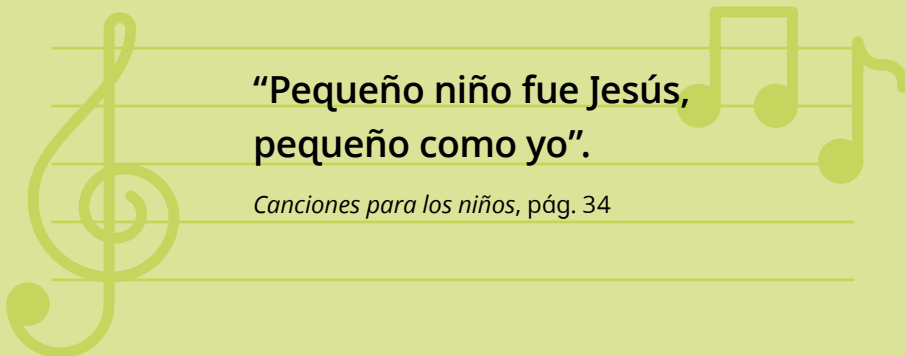 “Pequeño niño fue Jesús,
pequeño como yo”.
Canciones para los niños, pág. 34